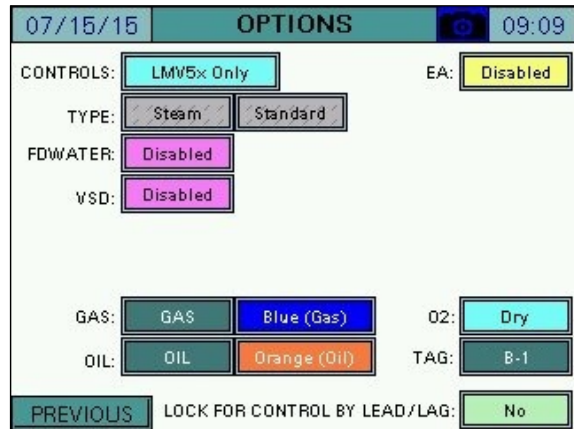 07/15/15 OPTIONS 09:09
CONTROLS: LMV5x Only EA: Disabled
TYPE: Steam Standard
FDWATER: Disabled
VSD: Disabled
GAS: GAS Blue (Gas) O2: Dry
OIL: OIL Orange (Oil) TAG: B-1
PREVIOUS LOCK FOR CONTROL BY LEAD/LAG: No